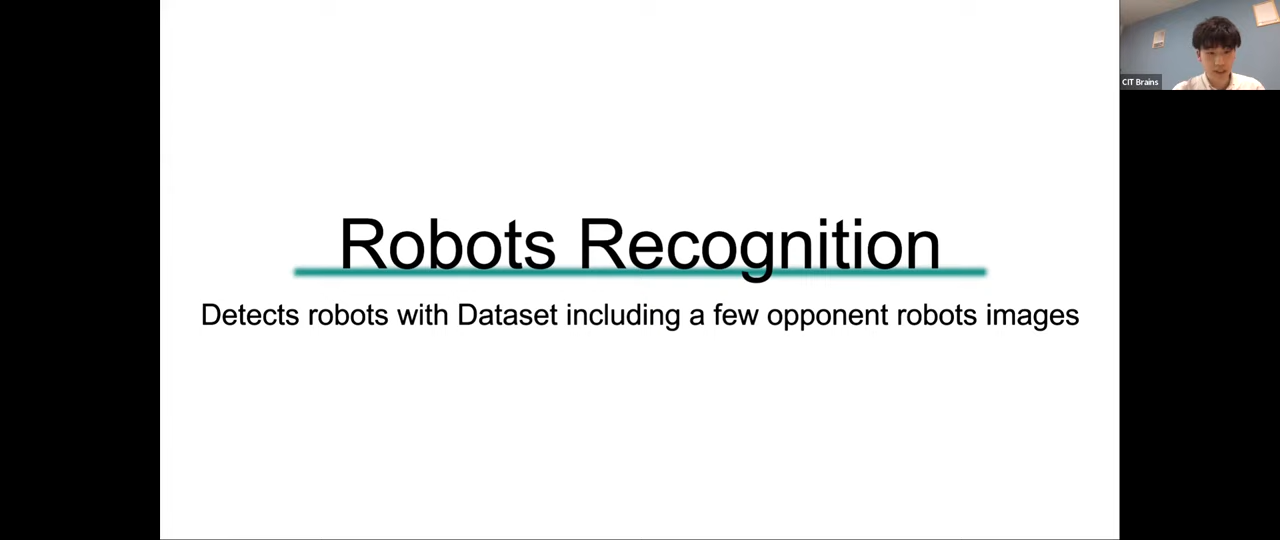 Robots Recognition
Detects robots with Dataset including a few opponent robots images
CIT Brains